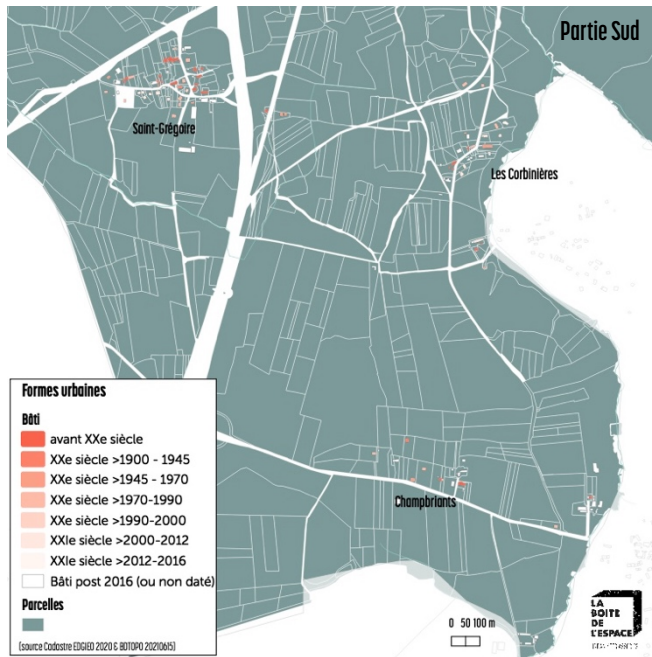 Partie Sud
Saint-Grégoire
Les Corbinières
Champbriants
Formes urbaines
Bâti
avant XXe siècle
XXe siècle >1900 - 1945
XXe siècle >1945 - 1970
XXe siècle >1970-1990
XXe siècle >1990-2000
XXIe siècle >2000-2012
XXIe siècle >2012-2016
Bâti post 2016 (ou non daté)
Parcelles
(source Cadastre EDGIEO 2020 & BDTOPO 20210615)
0 50 100 m
LA
BOITE
DE
L'ESPACE